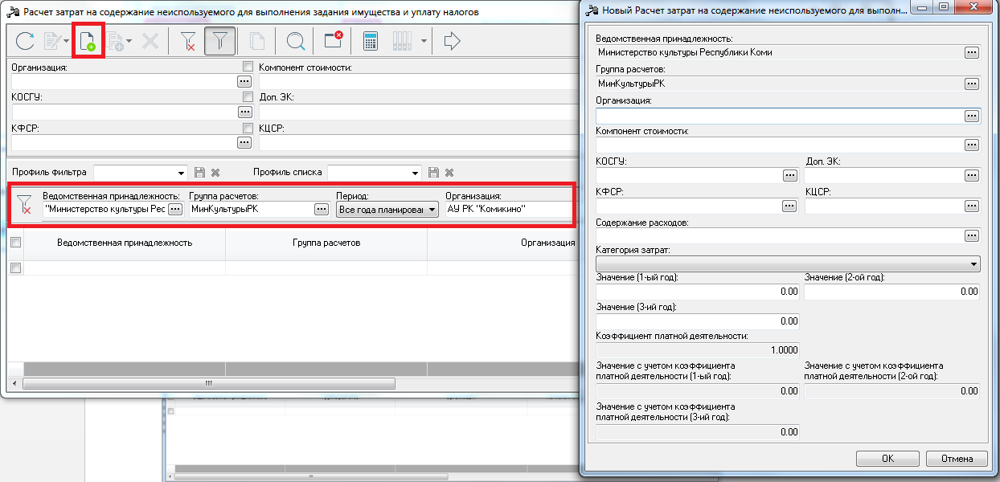 Расчет затрат на содержание неиспользуемого для выполнения задания имущества и уплату налогов
Организация:
Компонент стоимости:
КОСГУ:
Доп. ЭК:
КФСР:
КЦСР:
Профиль фильтра
Профиль списка
Ведомственная принадлежность:
Группа расчетов:
Период:
Организация:
"Министерство культуры Рес
МинКультурыРК
Все года планирова
АУ РК "Комикино"
Ведомственная принадлежность
Группа расчетов
Организация
Новый Расчет затрат на содержание неиспользуемого для выполн...
Ведомственная принадлежность:
Министерство культуры Республики Коми
Группа расчетов:
МинКультурыРК
Организация:
Компонент стоимости:
КОСГУ:
Доп. ЭК:
КФСР:
КЦСР:
Содержание расходов:
Категория затрат:
Значение (1-ый год):
Значение (2-ой год):
0.00
0.00
Значение (3-ий год):
0.00
Коэффициент платной деятельности:
1.0000
Значение с учетом коэффициента
платной деятельности (1-ый год):
Значение с учетом коэффициента
платной деятельности (2-ой год):
0.00
0.00
Значение с учетом коэффициента
платной деятельности (3-ий год):
0.00
ОК
Отмена